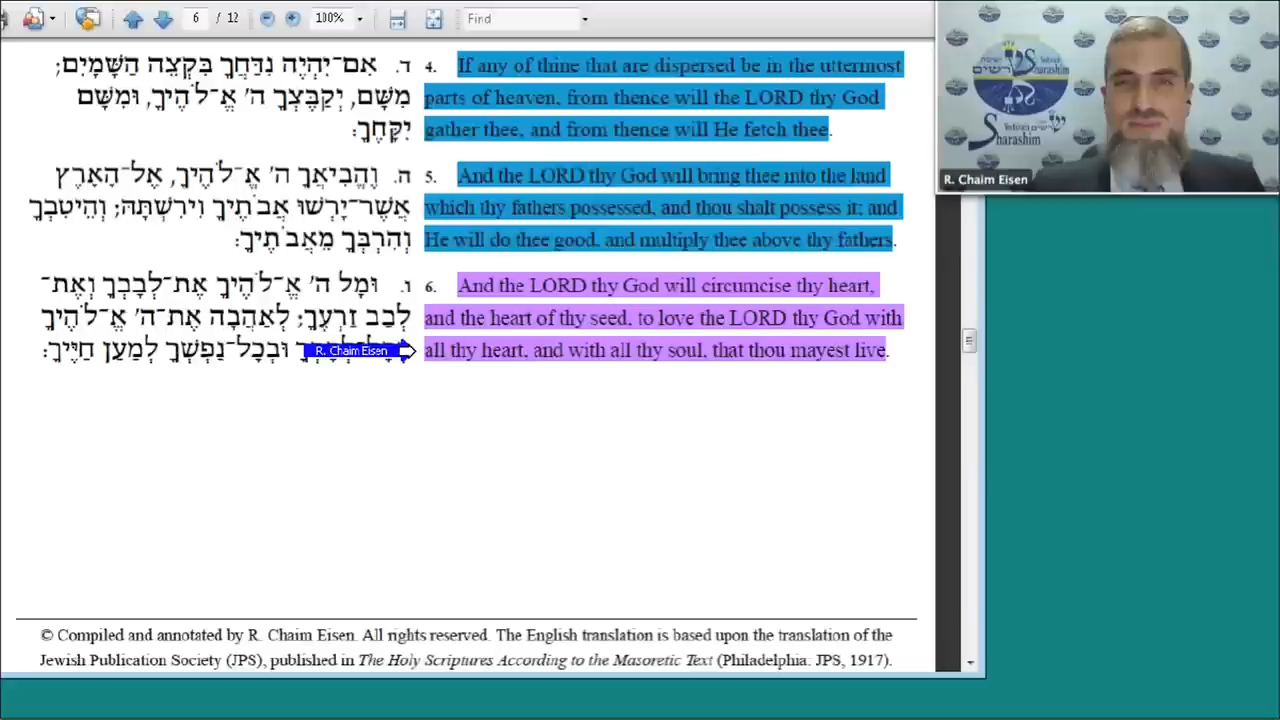 6 / 12 100% Find
ד. אִם־יִהְיֶה נִדַּחֲךָ בִּקְצֵה הַשָּׁמָיִם;
מִשָּׁם, יְקַבֶּצְךָ ה' אֱ־לֹהֶיךָ, וּמִשָּׁם
יִקָּחֶךָ:
4. If any of thine that are dispersed be in the uttermost
parts of heaven, from thence will the LORD thy God
gather thee, and from thence will He fetch thee.
ה. וֶהֱבִיאֲךָ ה' אֱ־לֹהֶיךָ, אֶל־הָאָרֶץ
אֲשֶׁר־יָרְשׁוּ אֲבֹתֶיךָ וִירִשְׁתָּהּ; וְהֵיטִבְךָ
וְהִרְבְּךָ מֵאֲבֹתֶיךָ:
5. And the LORD thy God will bring thee into the land
which thy fathers possessed, and thou shalt possess it; and
He will do thee good, and multiply thee above thy fathers.
ו. וּמָל ה' אֱ־לֹהֶיךָ אֶת־לְבָבְךָ וְאֶת־
לְבַב זַרְעֶךָ; לְאַהֲבָה אֶת־ה' אֱ־לֹהֶיךָ
וּבְכָל־נַפְשְׁךָ לְמַעַן חַיֶּיךָ:
R. Chaim Eisen
6. And the LORD thy God will circumcise thy heart,
and the heart of thy seed, to love the LORD thy God with
all thy heart, and with all thy soul, that thou mayest live.
© Compiled and annotated by R. Chaim Eisen. All rights reserved. The English translation is based upon the translation of the
Jewish Publication Society (JPS), published in The Holy Scriptures According to the Masoretic Text (Philadelphia: JPS, 1917).
Yeshivat
Sharashim
R. Chaim Eisen